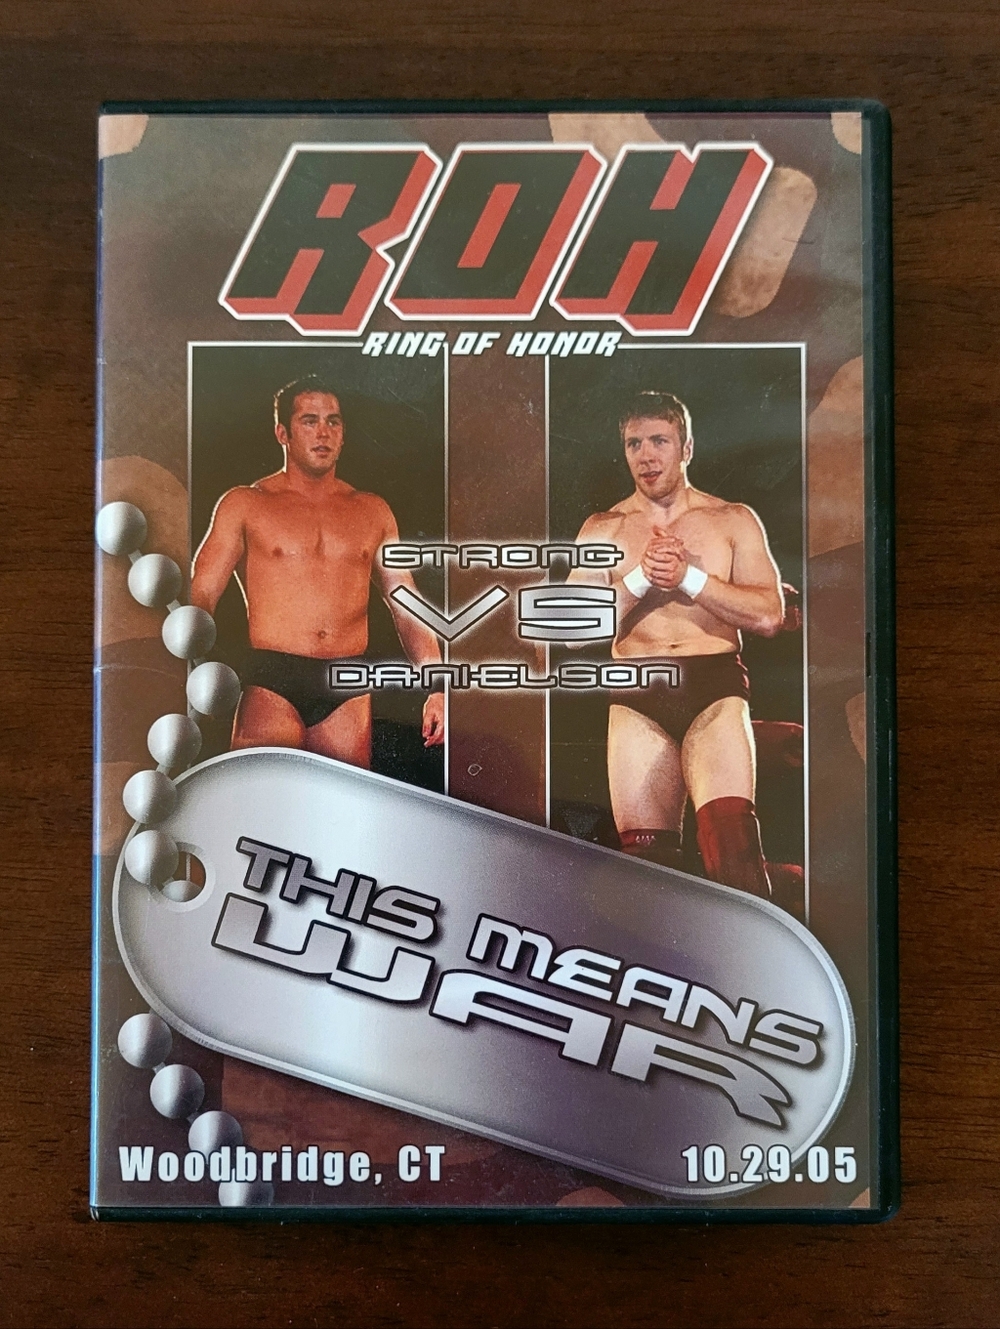 ROH
RING OF HONOR
STRONG
VS
DANIELSON
THIS MEANS
WAR
Woodbridge, CT
10.29.05